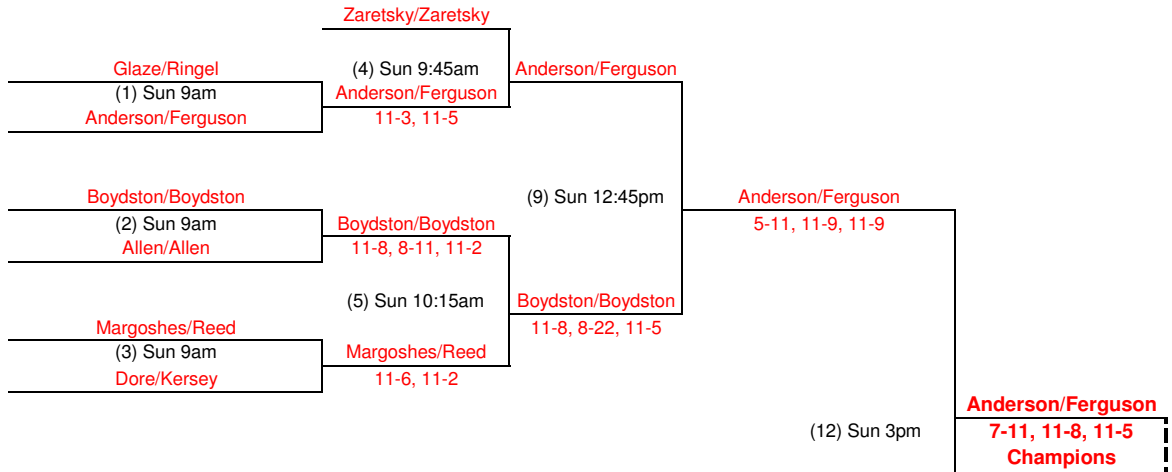 Zaretsky/Zaretsky
Glaze/Ringel
(4) Sun 9:45am
Anderson/Ferguson
(1) Sun 9am
Anderson/Ferguson
Anderson/Ferguson
11-3, 11-5
Boydston/Boydston
(9) Sun 12:45pm
Anderson/Ferguson
(2) Sun 9am
Boydston/Boydston
5-11, 11-9, 11-9
Allen/Allen
11-8, 8-11, 11-2
(5) Sun 10:15am
Boydston/Boydston
Margoshes/Reed
11-8, 8-22, 11-5
(3) Sun 9am
Margoshes/Reed
Dore/Kersey
11-6, 11-2
Anderson/Ferguson
(12) Sun 3pm
7-11, 11-8, 11-5
Champions